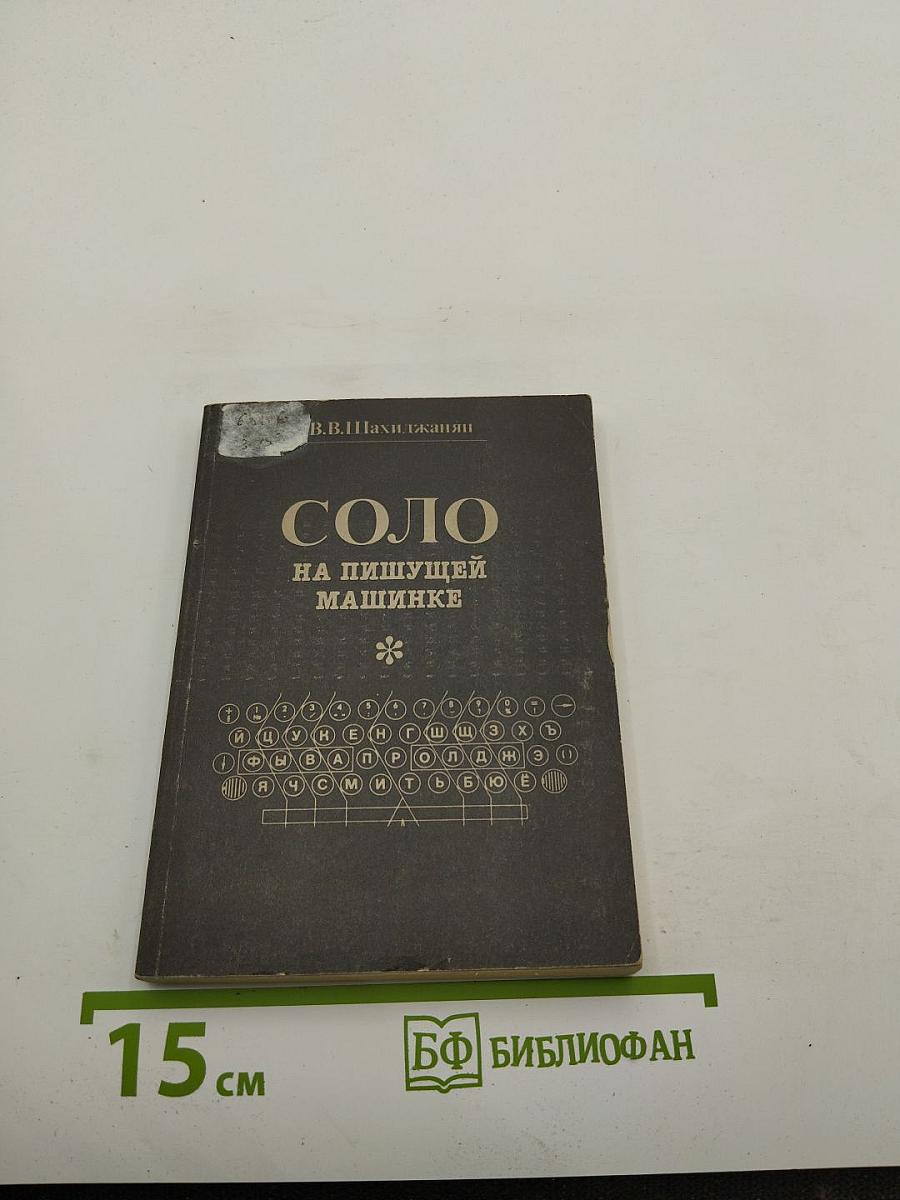 В.В.Шахиджанян
СОЛО
НА ПИШУЩЕЙ
МАШИНКЕ
*
Й Ц У К Е Н Г Ш Щ З Х Ъ
Ф Ы В А П Р О Л Д Ж Э
Я Ч С М И Т Ь Б Ю Ё
15 см
БФ БИБЛИОФАН